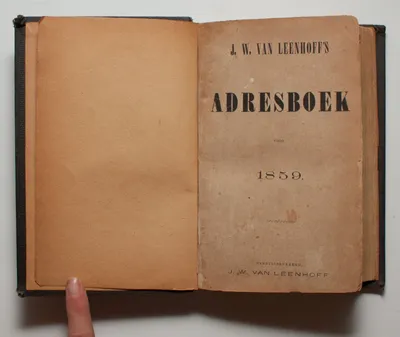 J. W. VAN LEENHOFF'S
ADRESBOEK
1859.
J. W. VAN LEENHOFF